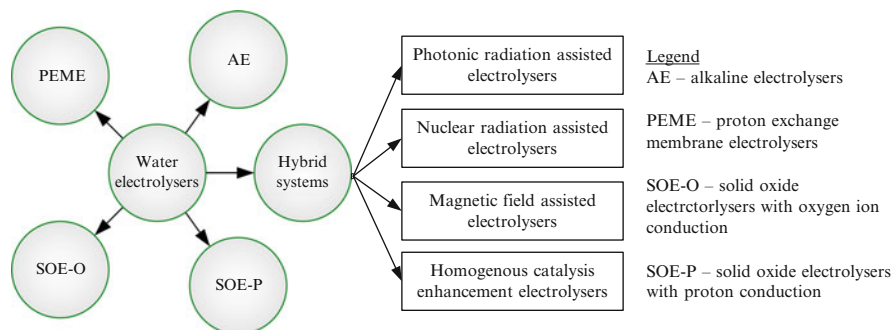 PEME
AE
Water
electrolysers
Hybrid
systems
SOE-O
SOE-P
Photonic radiation assisted
electrolysers
Nuclear radiation assisted
electrolysers
Magnetic field assisted
electrolysers
Homogenous catalysis
enhancement electrolysers
Legend
AE – alkaline electrolysers
PEME – proton exchange
membrane electrolysers
SOE-O – solid oxide
electrctorlysers with oxygen ion
conduction
SOE-P – solid oxide electrolysers
with proton conduction